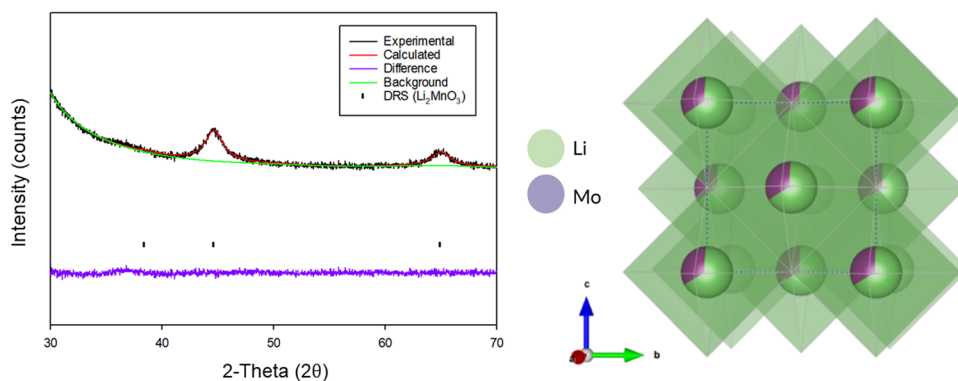 Experimental
Calculated
Difference
Background
DRS (Li₂MnO₃)
Intensity (counts)
30 40 50 60 70
2-Theta (2θ)
Li
Mo
c
a
b